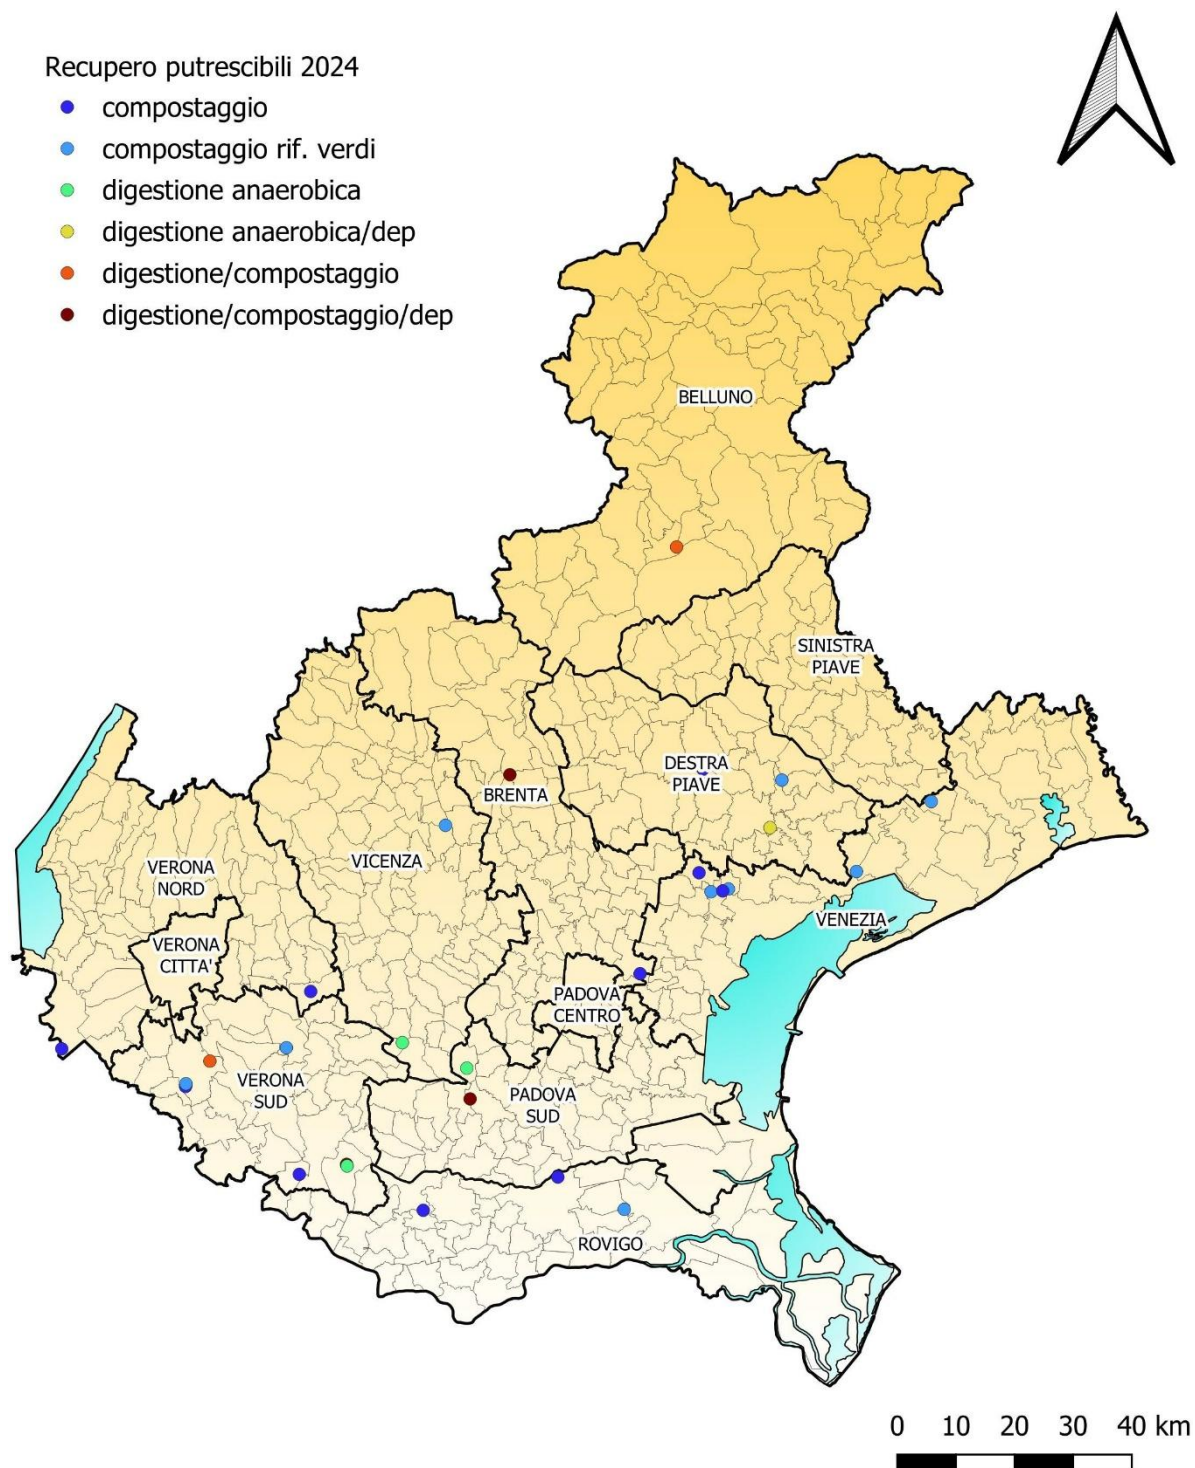 Recupero putrescibili 2024
compostaggio
compostaggio rif. verdi
digestione anaerobica
digestione anaerobica/dep
digestione/compostaggio
digestione/compostaggio/dep
BELLUNO
SINISTRA
PIAVE
DESTRA
PIAVE
BRENTA
VICENZA
VERONA
NORD
VENEZIA
VERONA
CITTA'
PADOVA
CENTRO
VERONA
SUD
PADOVA
SUD
ROVIGO
0 10 20 30 40 km